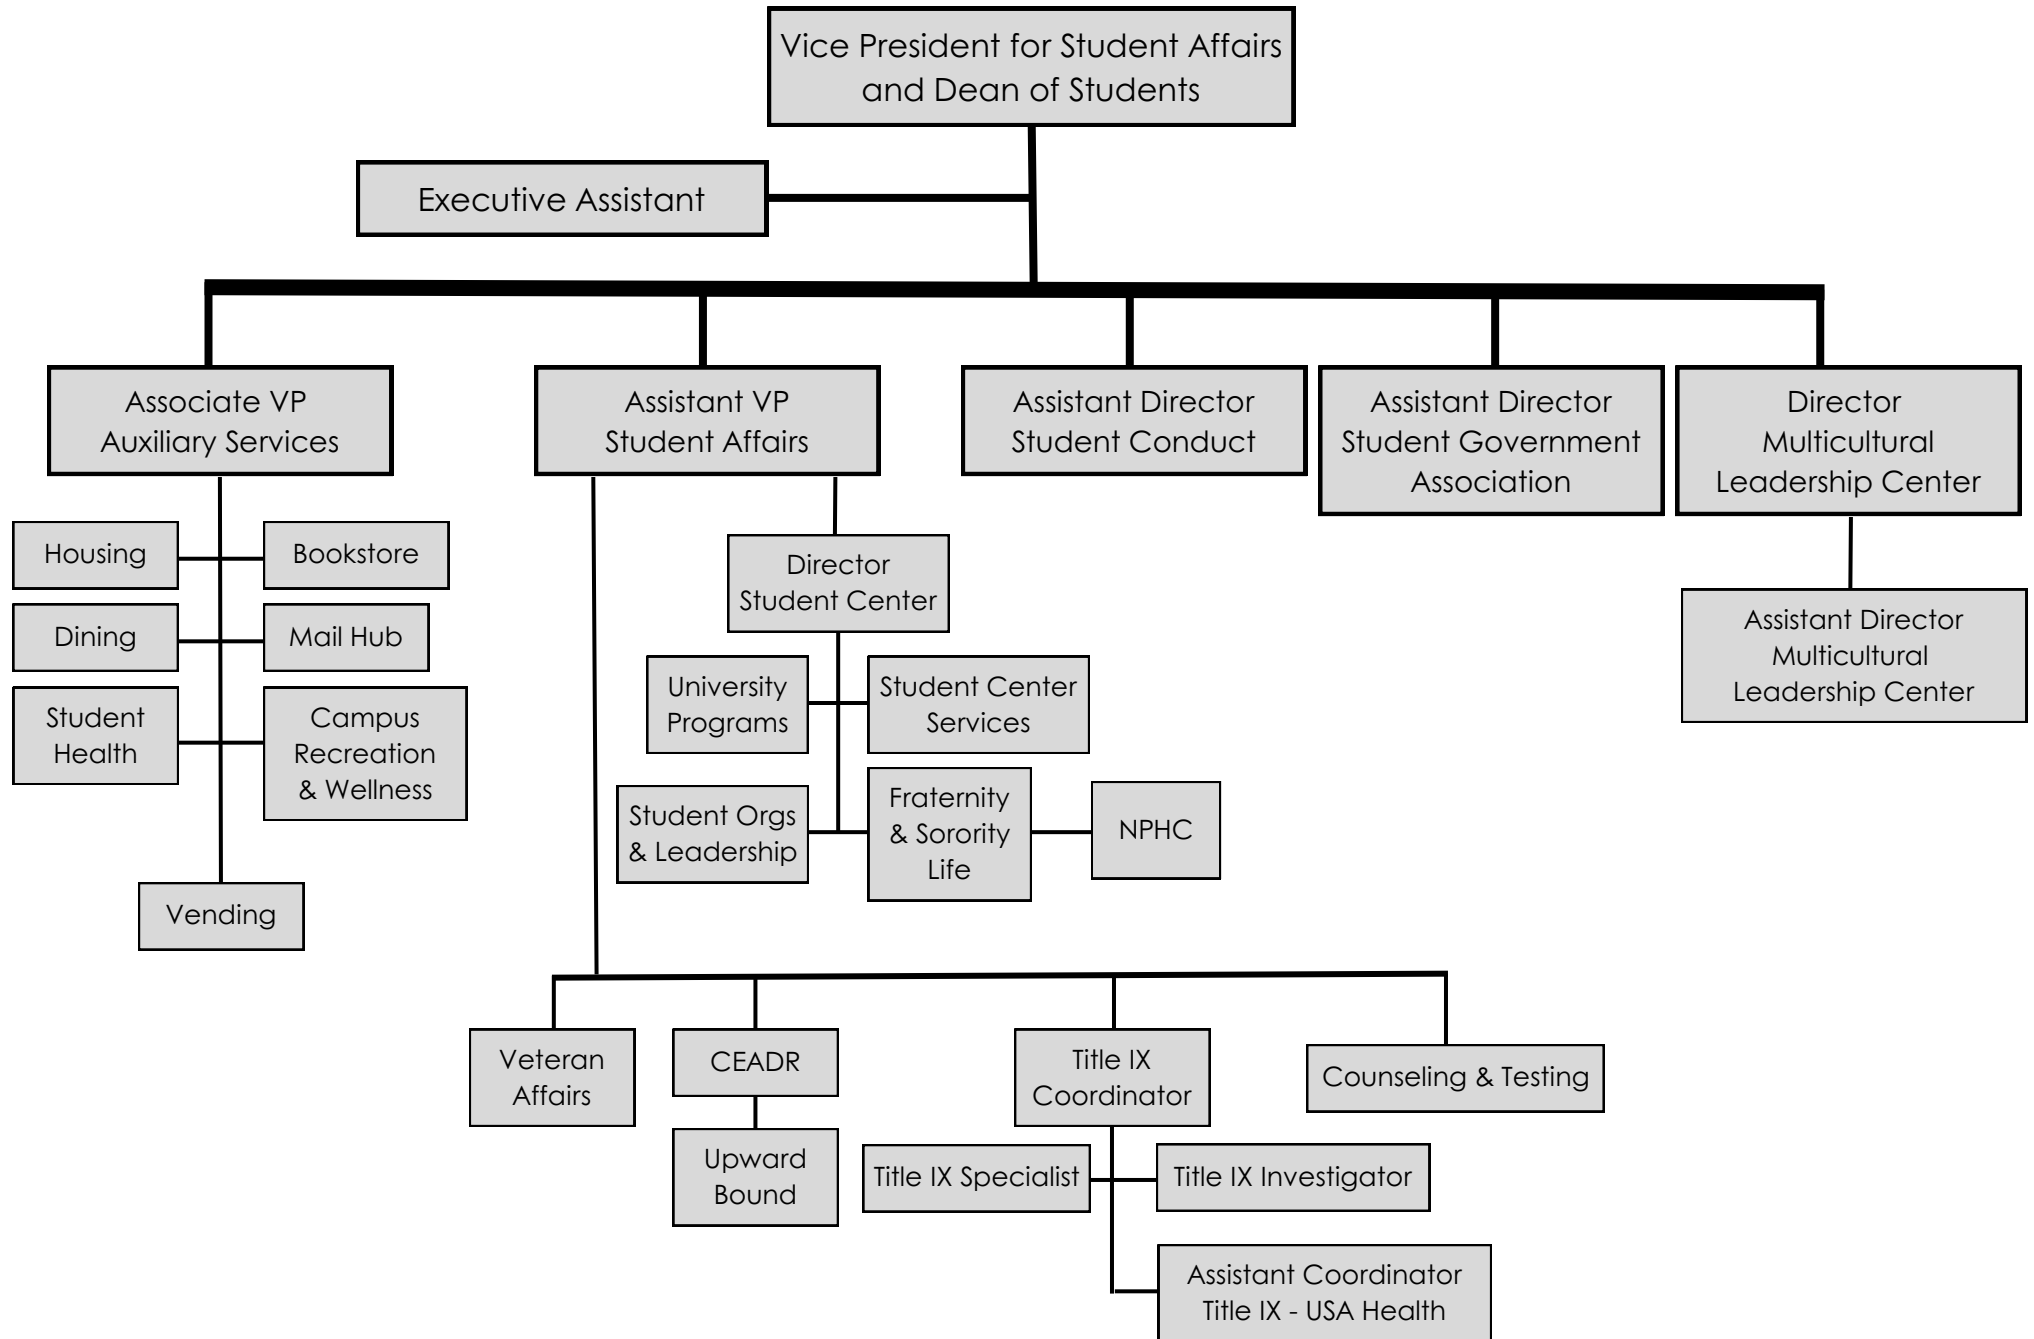 Vice President for Student Affairs
and Dean of Students
Executive Assistant
Associate VP
Auxiliary Services
Assistant VP
Student Affairs
Assistant Director
Student Conduct
Assistant Director
Student Government
Association
Director
Multicultural
Leadership Center
Housing
Bookstore
Dining
Mail Hub
Student
Health
Campus
Recreation
& Wellness
Vending
Director
Student Center
University
Programs
Student Center
Services
Student Orgs
& Leadership
Fraternity
& Sorority
Life
NPHC
Assistant Director
Multicultural
Leadership Center
Veteran
Affairs
CEADR
Upward
Bound
Title IX
Coordinator
Title IX Specialist
Title IX Investigator
Assistant Coordinator
Title IX - USA Health
Counseling & Testing